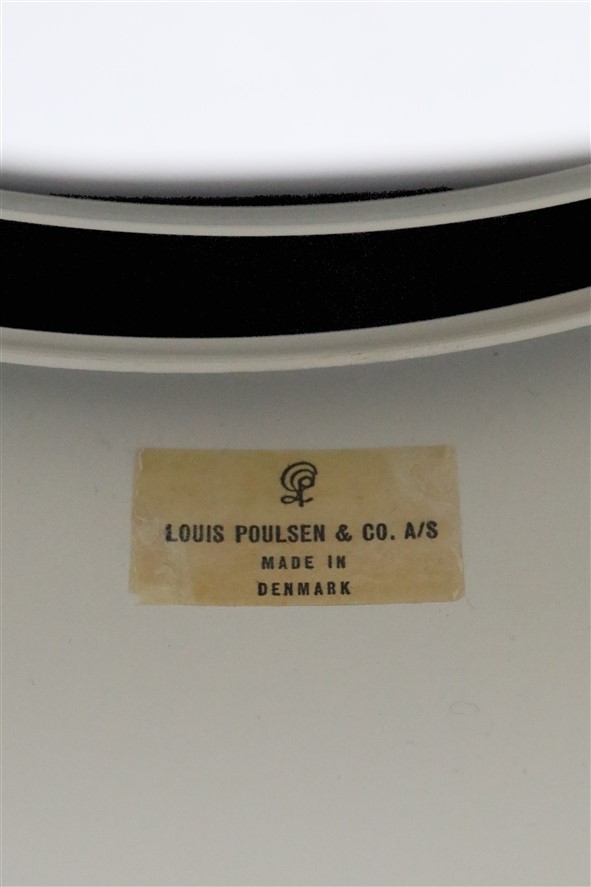 LOUIS POULSEN & CO. A/S
MADE IN
DENMARK